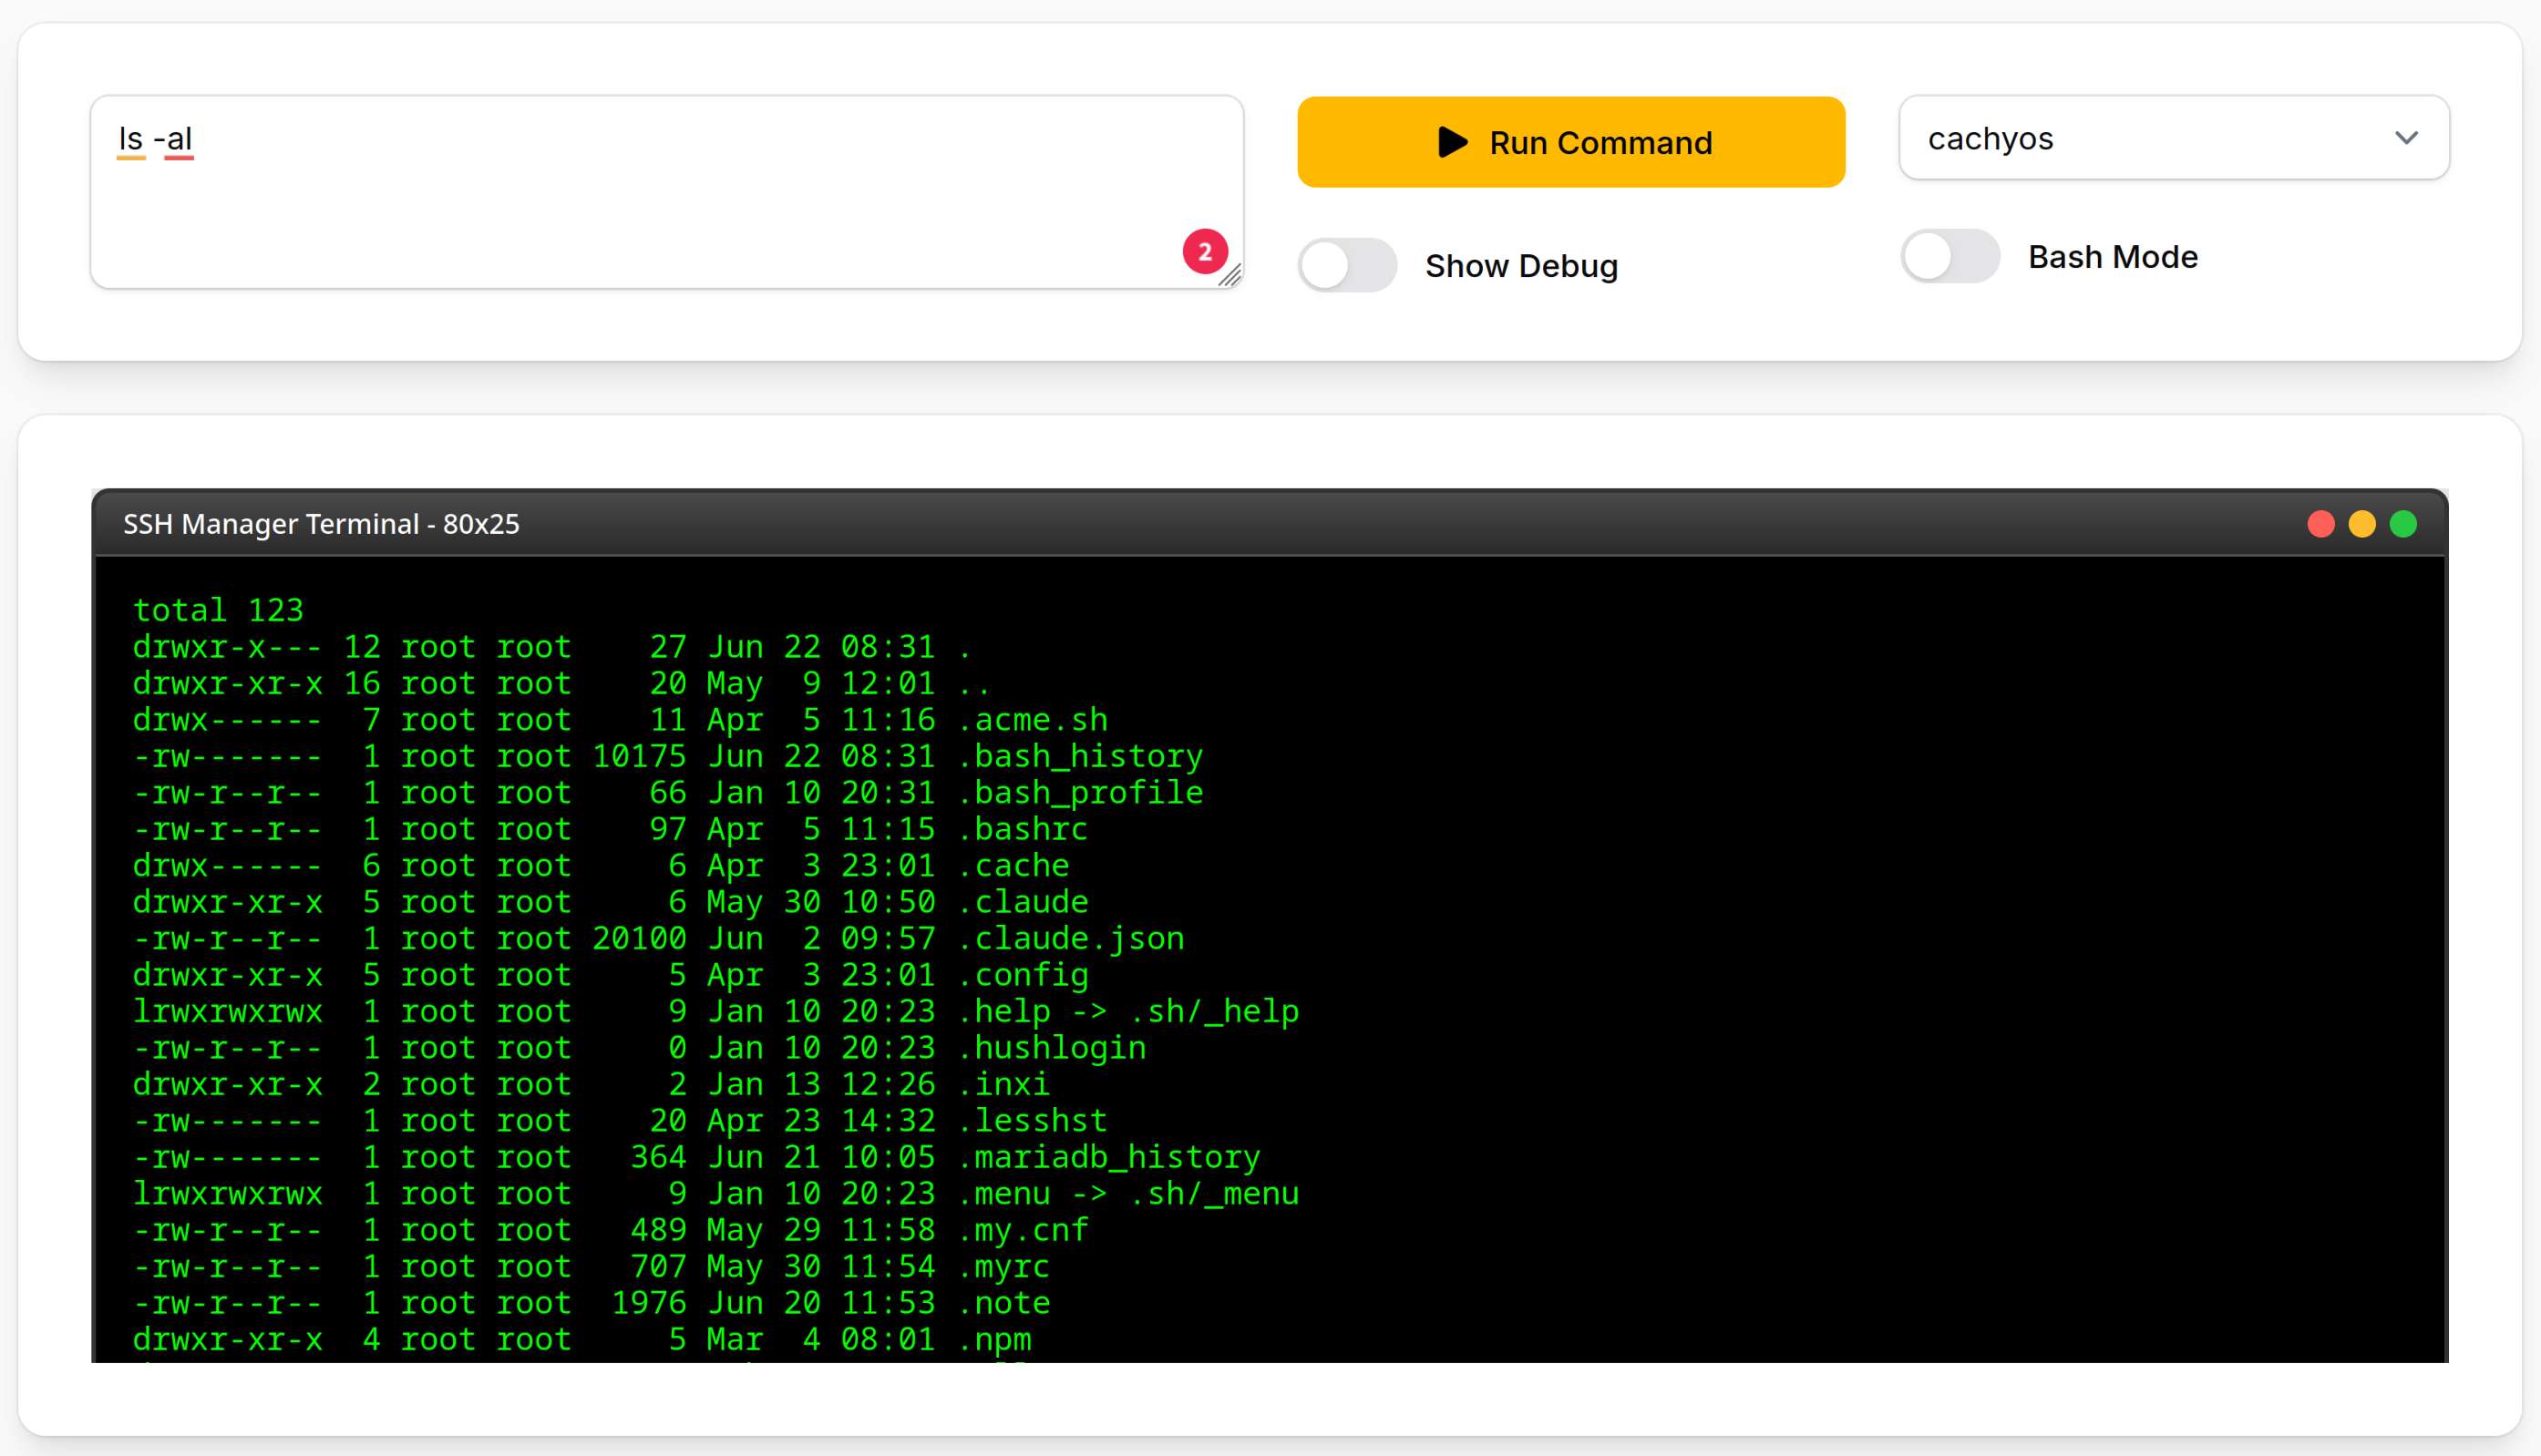 ls -al
2
Run Command
cachyos
Show Debug
Bash Mode
SSH Manager Terminal - 80x25
total 123
drwxr-x--- 12 root root    27 Jun 22 08:31 .
drwxr-xr-x 16 root root    20 May  9 12:01 ..
drwx------  7 root root    11 Apr  5 11:16 .acme.sh
-rw-------  1 root root 10175 Jun 22 08:31 .bash_history
-rw-r--r--  1 root root    66 Jan 10 20:31 .bash_profile
-rw-r--r--  1 root root    97 Apr  5 11:15 .bashrc
drwx------  6 root root     6 Apr  3 23:01 .cache
drwxr-xr-x  5 root root     6 May 30 10:50 .claude
-rw-r--r--  1 root root 20100 Jun  2 09:57 .claude.json
drwxr-xr-x  5 root root     5 Apr  3 23:01 .config
lrwxrwxrwx  1 root root     9 Jan 10 20:23 .help -> .sh/_help
-rw-r--r--  1 root root     0 Jan 10 20:23 .hushlogin
drwxr-xr-x  2 root root     2 Jan 13 12:26 .inxi
-rw-------  1 root root    20 Apr 23 14:32 .lesshst
-rw-------  1 root root   364 Jun 21 10:05 .mariadb_history
lrwxrwxrwx  1 root root     9 Jan 10 20:23 .menu -> .sh/_menu
-rw-r--r--  1 root root   489 May 29 11:58 .my.cnf
-rw-r--r--  1 root root   707 May 30 11:54 .myrc
-rw-r--r--  1 root root  1976 Jun 20 11:53 .note
drwxr-xr-x  4 root root     5 Mar  4 08:01 .npm